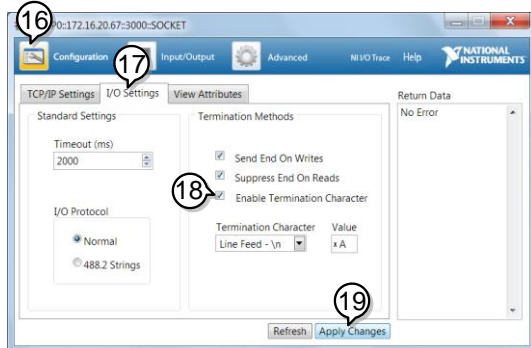 16
P0::172.16.20.67::3000::SOCKET
Configuration
Input/Output
Advanced
NI I/O Trace
Help
NATIONAL
INSTRUMENTS
17
TCP/IP Settings
I/O Settings
View Attributes
Return Data
Standard Settings
Termination Methods
No Error
Timeout (ms)
2000
Send End On Writes
Suppress End On Reads
18
Enable Termination Character
I/O Protocol
Termination Character
Value
Normal
Line Feed - \n
x A
488.2 Strings
19
Refresh
Apply Changes